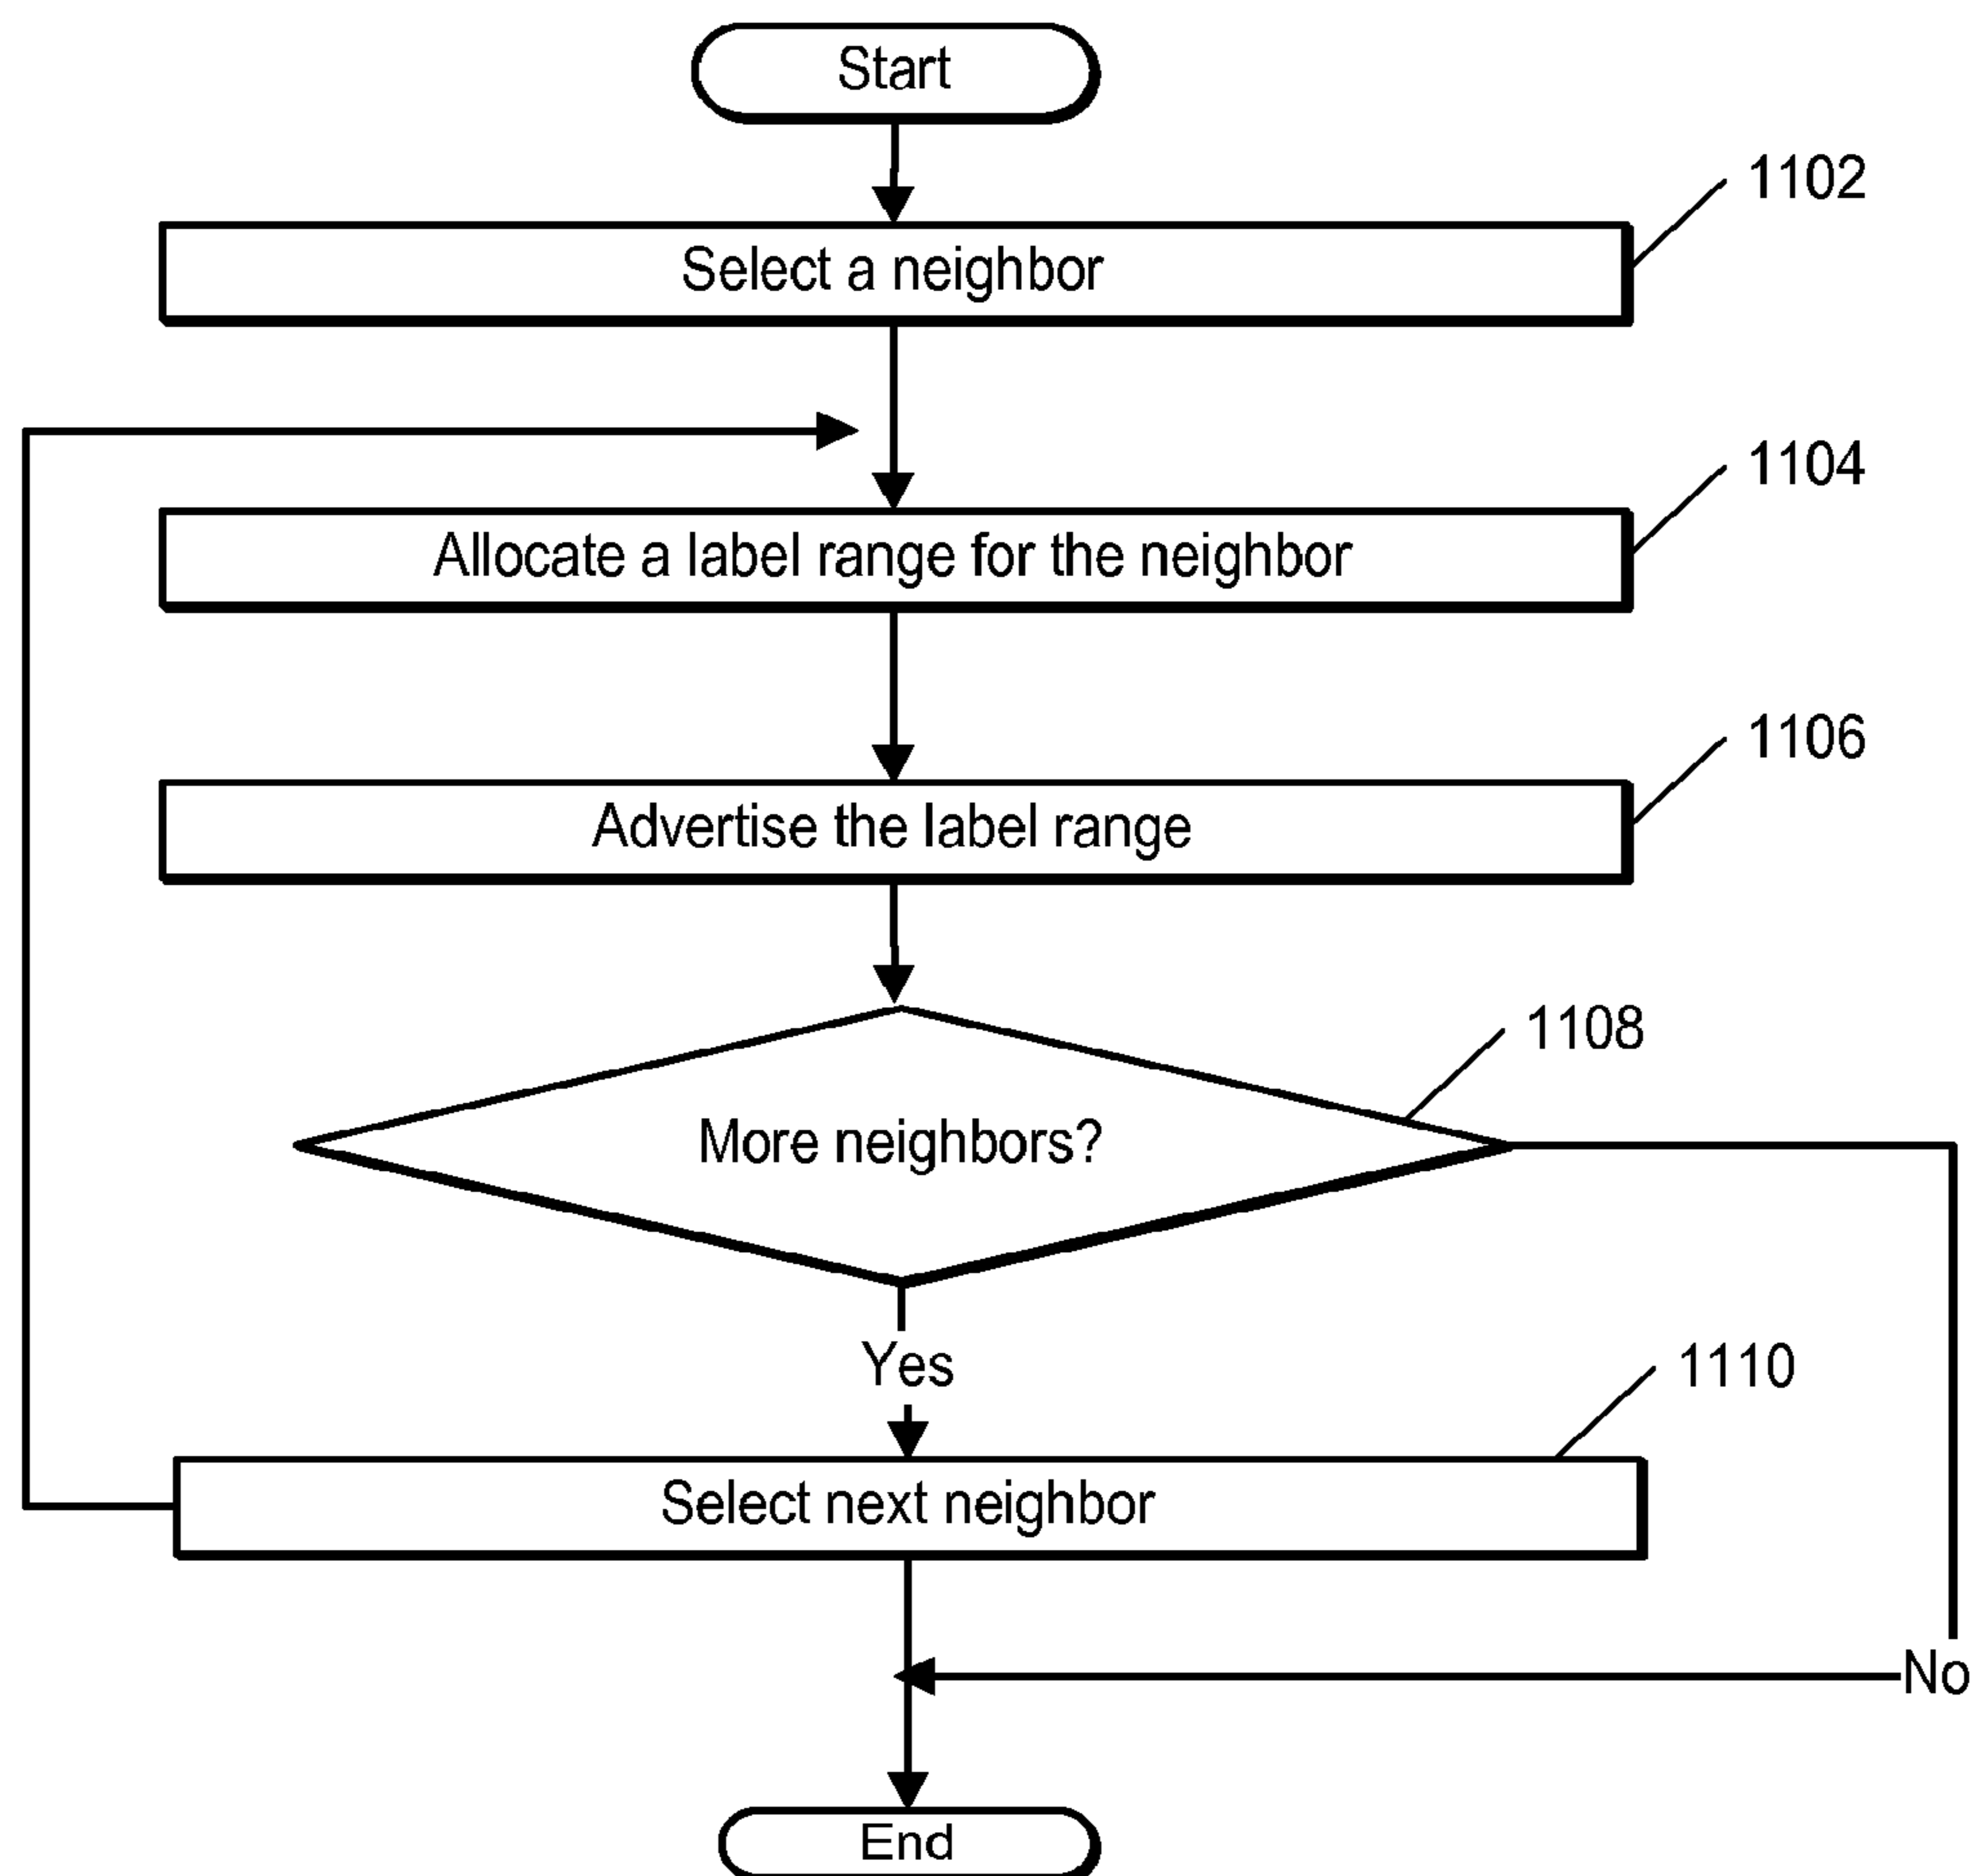 Start
1102
Select a neighbor
1104
Allocate a label range for the neighbor
1106
Advertise the label range
1108
More neighbors?
Yes
1110
Select next neighbor
No
End